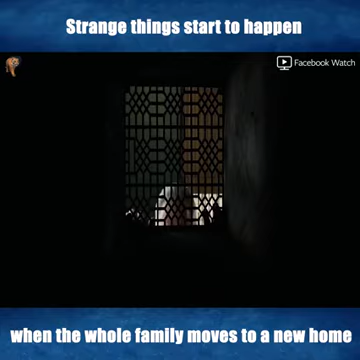 Strange things start to happen
Facebook Watch
when the whole family moves to a new home